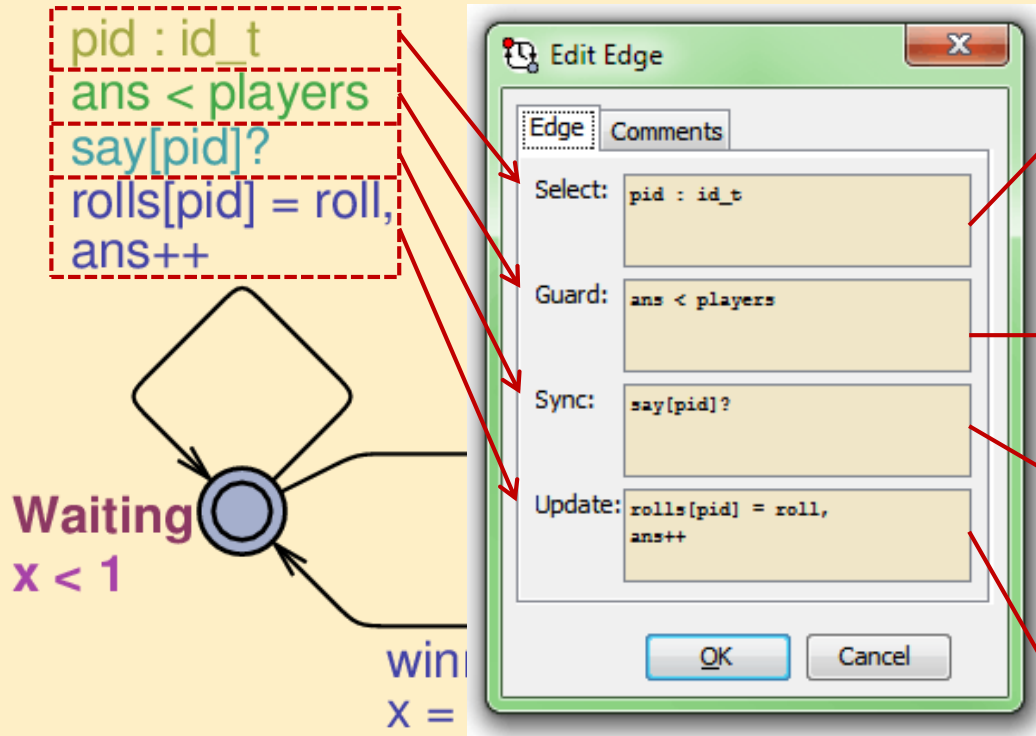 pid : id_t
ans < players
say[pid]?
rolls[pid] = roll,
ans++
Waiting
x < 1
x =
Edit Edge
Edge
Comments
Select:
pid : id_t
Guard:
ans < players
Sync:
say[pid]?
Update:
rolls[pid] = roll,
ans++
OK
Cancel